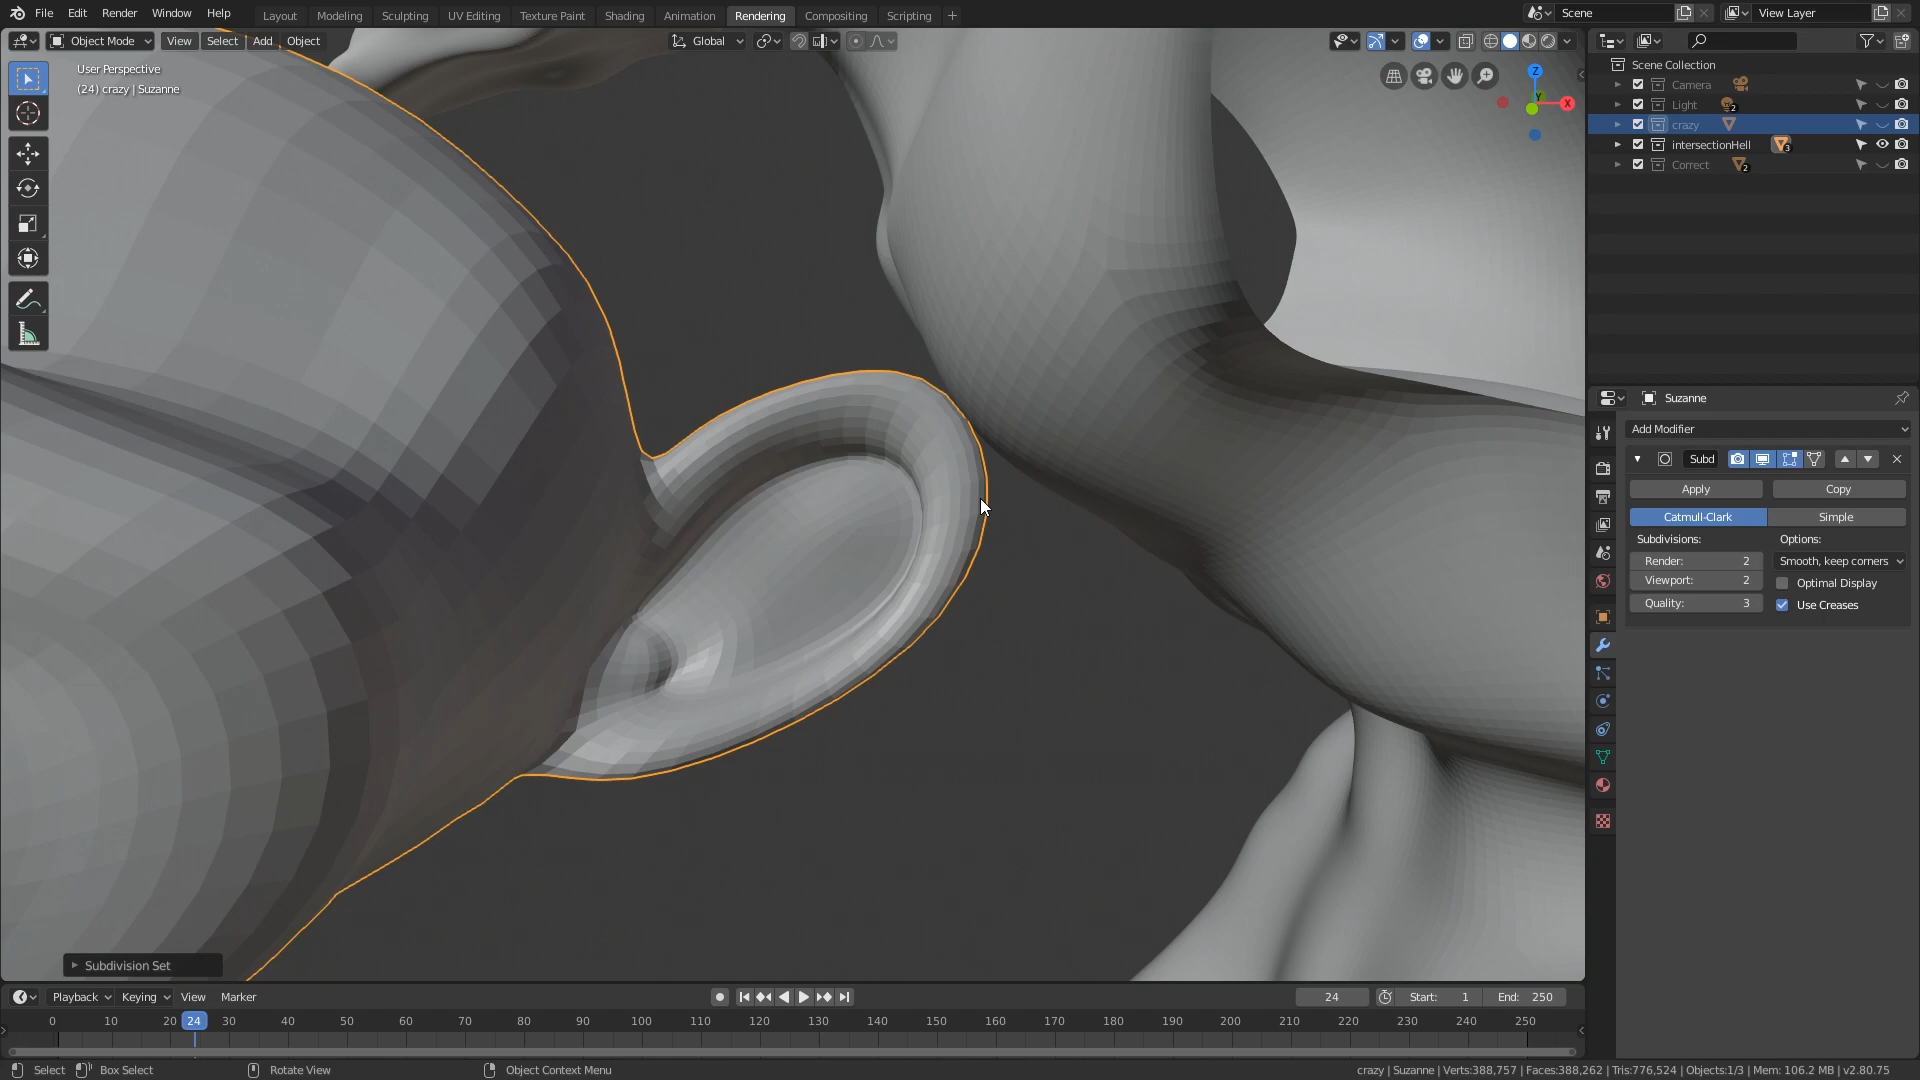 File Edit Render Window Help Layout Modeling Sculpting UV Editing Texture Paint Shading Animation Rendering Compositing Scripting + Scene View Layer
Object Mode View Select Add Object Global
User Perspective
(24) crazy | Suzanne
Z
Y
X
Scene Collection
Camera
Light 2
crazy
intersectionHell 3
Correct 2
Suzanne
Add Modifier
Subd
Apply Copy
Catmull-Clark Simple
Subdivisions: Options:
Render: 2 Smooth, keep corners
Viewport: 2 Optimal Display
Quality: 3 Use Creases
Subdivision Set
Playback Keying View Marker 24 Start: 1 End: 250
0 10 20 24 30 40 50 60 70 80 90 100 110 120 130 140 150 160 170 180 190 200 210 220 230 240 250
Select Box Select Rotate View Object Context Menu crazy | Suzanne | Verts:388,757 | Faces:388,262 | Tris:776,524 | Objects:1/3 | Mem: 106.2 MB | v2.80.75